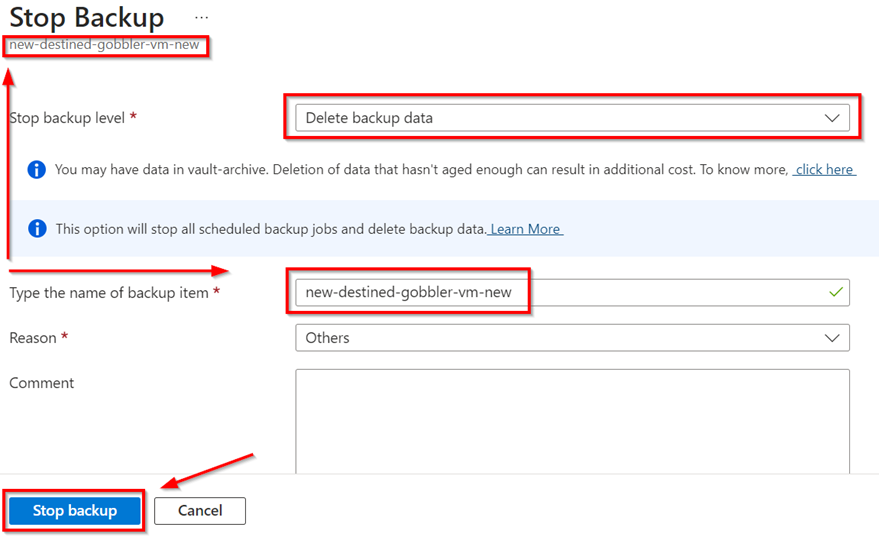 Stop Backup ...
new-destined-gobbler-vm-new
Stop backup level * Delete backup data
You may have data in vault-archive. Deletion of data that hasn't aged enough can result in additional cost. To know more, click here
This option will stop all scheduled backup jobs and delete backup data. Learn More
Type the name of backup item * new-destined-gobbler-vm-new
Reason * Others
Comment
Stop backup Cancel